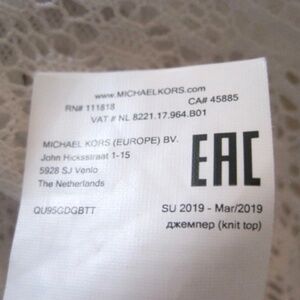 www.MICHAELKORS.com
RN# 111818 CA# 45885
VAT # NL 8221.17.964.B01
MICHAEL KORS (EUROPE) BV.
John Hicksstraat 1-15
5928 SJ Venlo
The Netherlands
EAC
QU95GDGBTT
SU 2019 - Mar/2019
джемпер (knit top)